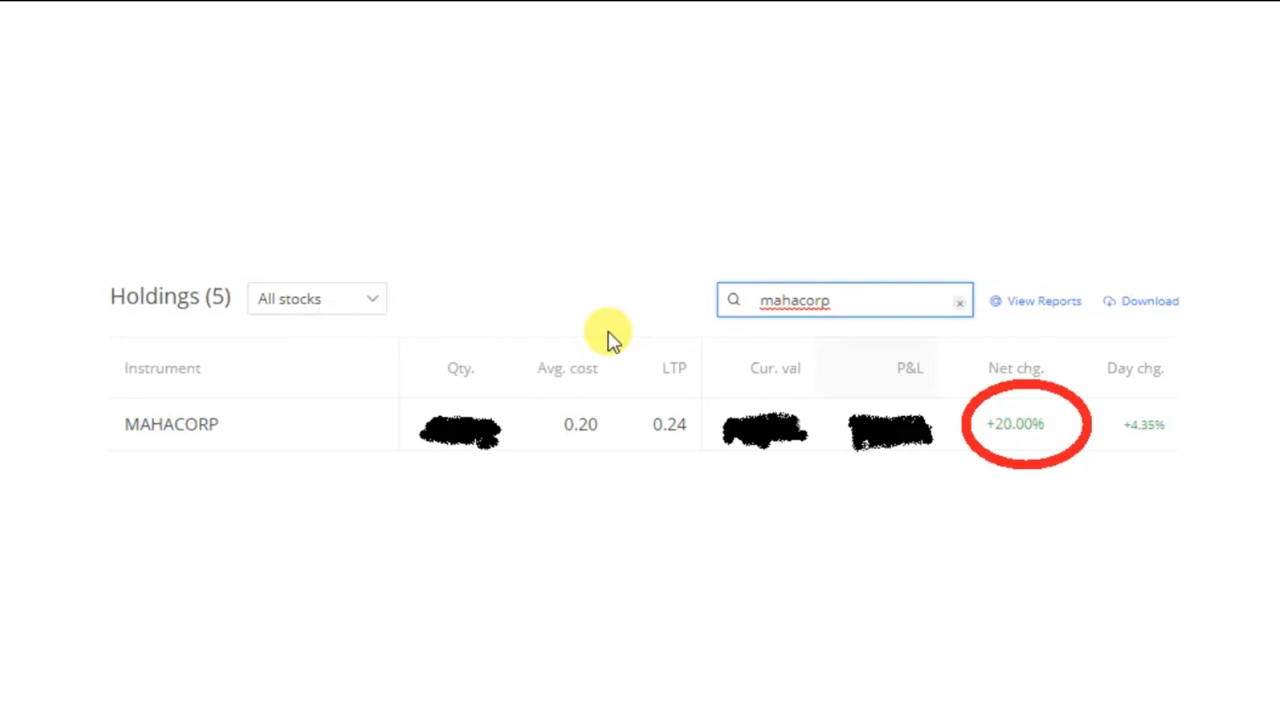 Holdings (5) All stocks mahacorp View Reports Download
Instrument Qty. Avg. cost LTP Cur. val P&L Net chg. Day chg.
MAHACORP 0.20 0.24 +20.00% +4.35%